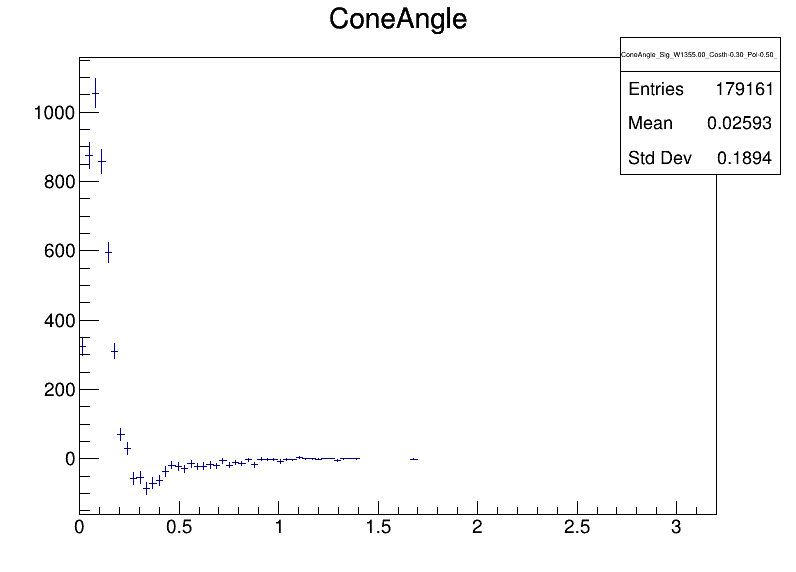 ConeAngle
ConeAngle_Sig_W1355.00_Costh-0.30_Pol-0.50_
Entries 179161
Mean 0.02593
Std Dev 0.1894
1000
800
600
400
200
0
0 0.5 1 1.5 2 2.5 3